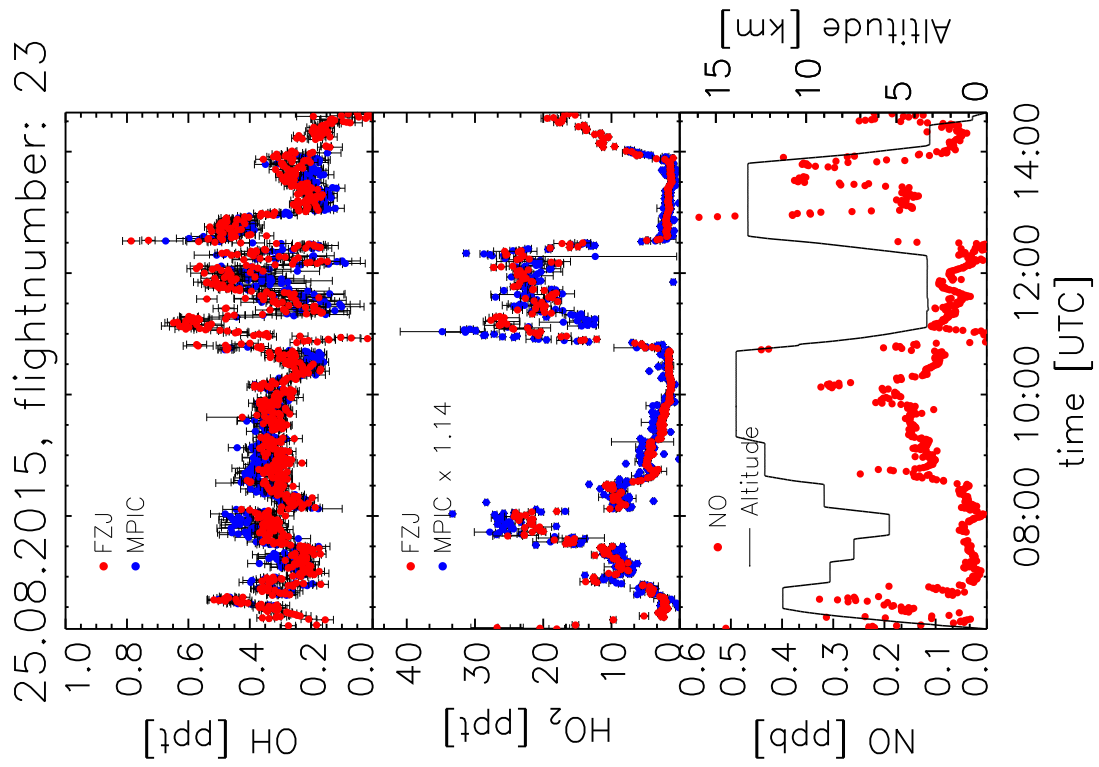 25.08.2015, flightnumber: 23
1.0
0.8
0.6
0.4
0.2
0.0
OH [ppt]
FZJ
MPIC
40
30
20
10
0
HO2 [ppt]
FZJ
MPIC x 1.14
0.6
0.5
0.4
0.3
0.2
0.1
0.0
NO [ppb]
NO
Altitude
15
10
5
0
Altitude [km]
08:00 10:00 12:00 14:00
time [UTC]